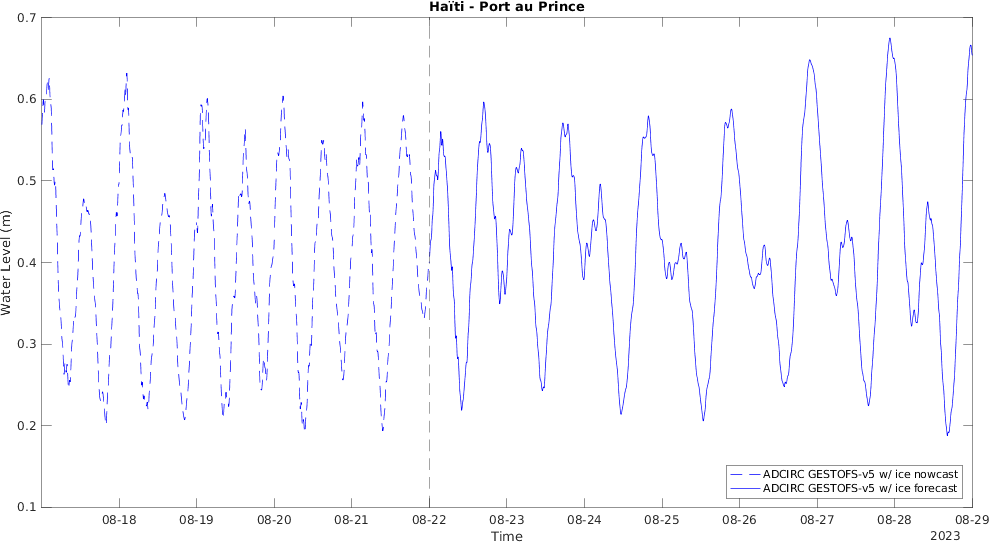 Haïti - Port au Prince
0.7
0.6
0.5
0.4
0.3
0.2
0.1
Water Level (m)
ADCIRC GESTOFS-v5 w/ ice nowcast
ADCIRC GESTOFS-v5 w/ ice forecast
08-18 08-19 08-20 08-21 08-22 08-23 08-24 08-25 08-26 08-27 08-28 08-29
Time
2023